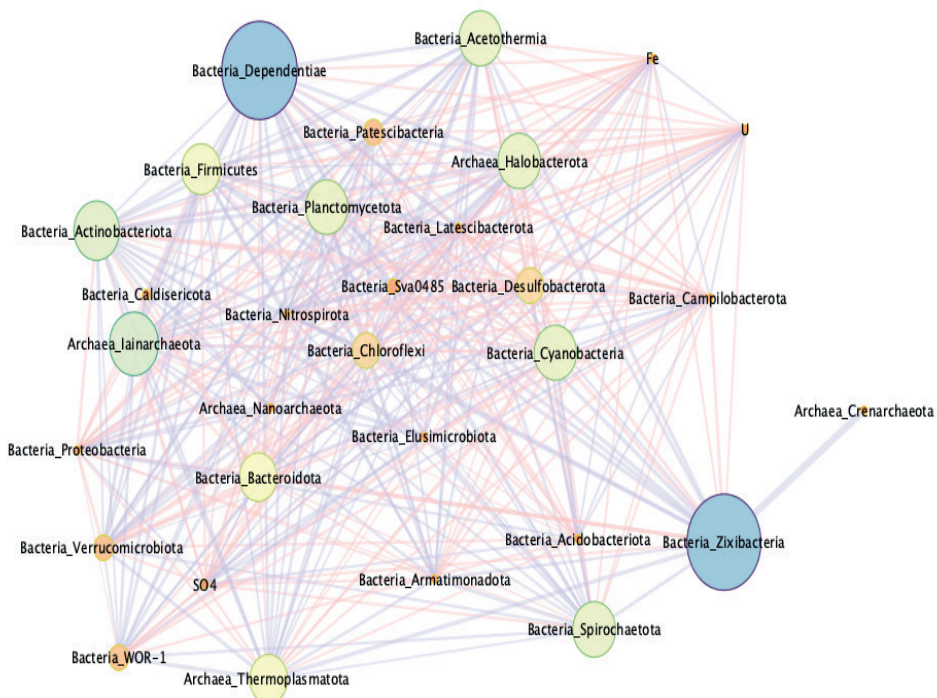 Bacteria_Acetothermia
Fe
Bacteria_Dependentiae
U
Bacteria_Patescibacteria
Archaea_Halobacterota
Bacteria_Firmicutes
Bacteria_Planctomycetota
Bacteria_Latescibacterota
Bacteria_Actinobacteriota
Bacteria_Sva0485
Bacteria_Desulfobacterota
Bacteria_Caldisericota
Bacteria_Campilobacterota
Bacteria_Nitrospirota
Archaea_Iainarchaeota
Bacteria_Chloroflexi
Bacteria_Cyanobacteria
Archaea_Nanoarchaeota
Archaea_Crenarchaeota
Bacteria_Elusimicrobiota
Bacteria_Proteobacteria
Bacteria_Bacteroidota
Bacteria_Acidobacteriota
Bacteria_Zixibacteria
Bacteria_Verrucomicrobiota
Bacteria_Armatimonadota
SO4
Bacteria_Spirochaetota
Bacteria_WOR-1
Archaea_Thermoplasmatota